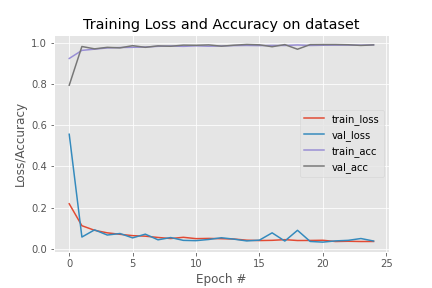 Training Loss and Accuracy on dataset
1.0
0.8
0.6
0.4
0.2
0.0
Loss/Accuracy
train_loss
val_loss
train_acc
val_acc
0 5 10 15 20 25
Epoch #